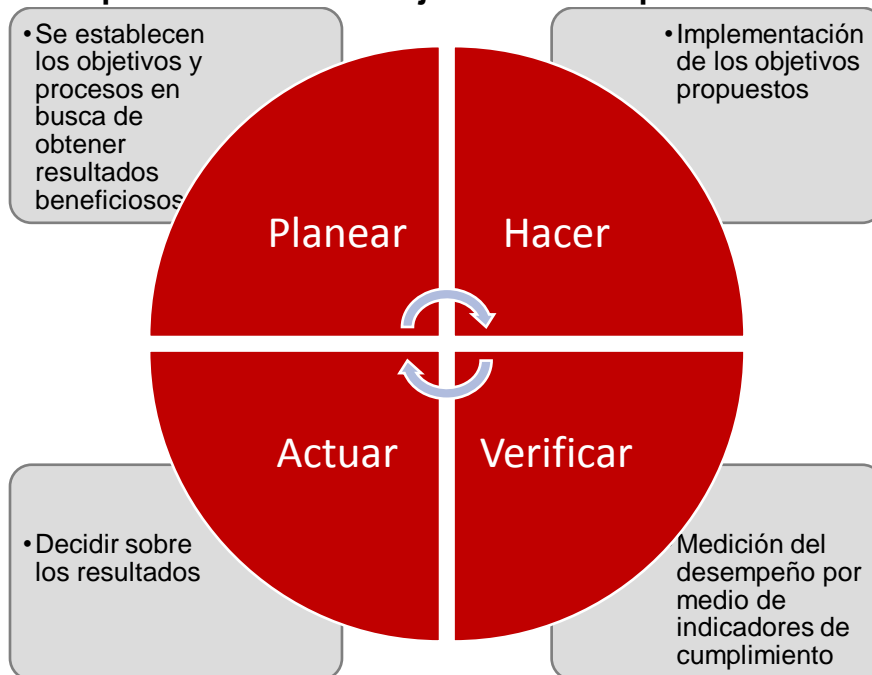 •Se establecen
los objetivos y
procesos en
busca de
obtener
resultados
beneficiosos
•Implementación
de los objetivos
propuestos
Planear
Hacer
Actuar
Verificar
•Decidir sobre
los resultados
Medición del
desempeño por
medio de
indicadores de
cumplimiento